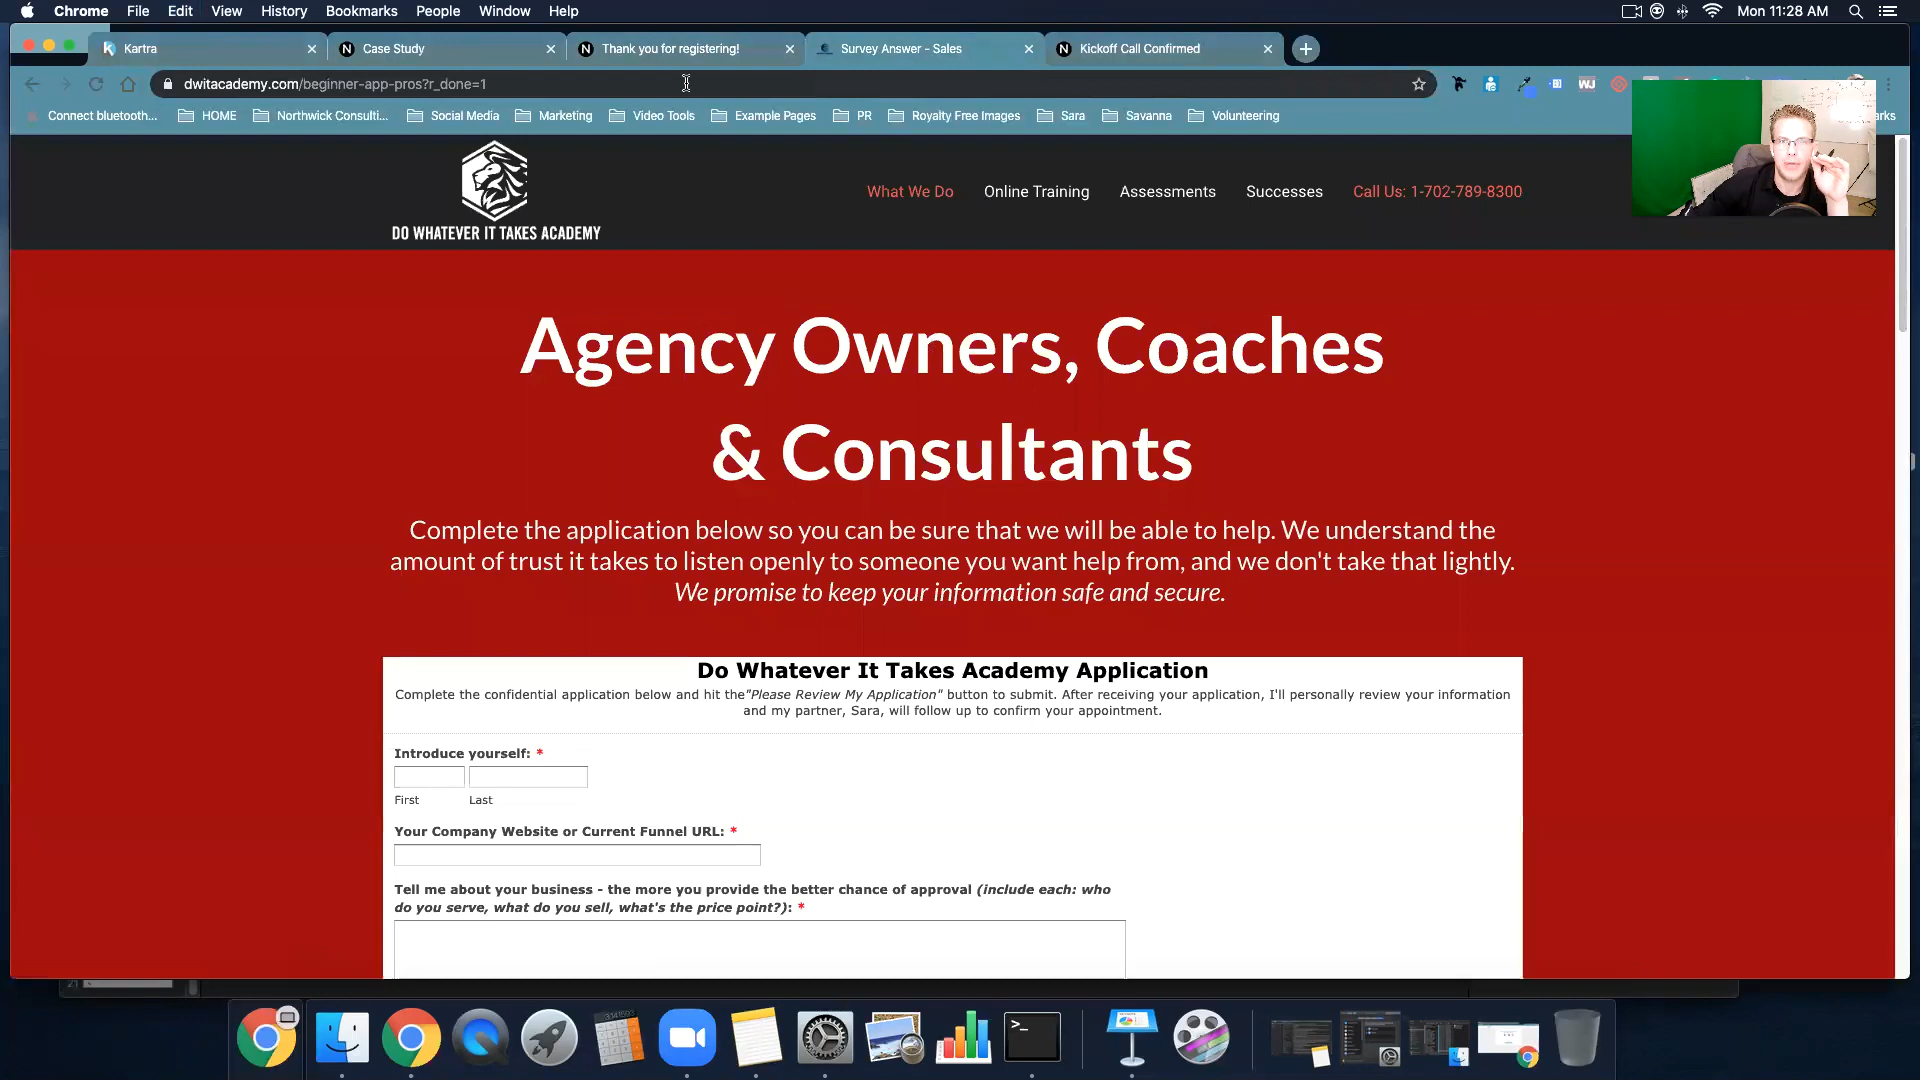 Chrome File Edit View History Bookmarks People Window Help Mon 11:28 AM
Kartra Case Study Thank you for registering! Survey Answer - Sales Kickoff Call Confirmed
dwitacademy.com/beginner-app-pros?r_done=1
Connect bluetooth... HOME Northwick Consulti... Social Media Marketing Video Tools Example Pages PR Royalty Free Images Sara Savanna Volunteering
DO WHATEVER IT TAKES ACADEMY
What We Do Online Training Assessments Successes Call Us: 1-702-789-8300
Agency Owners, Coaches
& Consultants
Complete the application below so you can be sure that we will be able to help. We understand the
amount of trust it takes to listen openly to someone you want help from, and we don't take that lightly.
We promise to keep your information safe and secure.
Do Whatever It Takes Academy Application
Complete the confidential application below and hit the"Please Review My Application" button to submit. After receiving your application, I'll personally review your information
and my partner, Sara, will follow up to confirm your appointment.
Introduce yourself: *
First Last
Your Company Website or Current Funnel URL: *
Tell me about your business - the more you provide the better chance of approval (include each: who
do you serve, what do you sell, what's the price point?): *